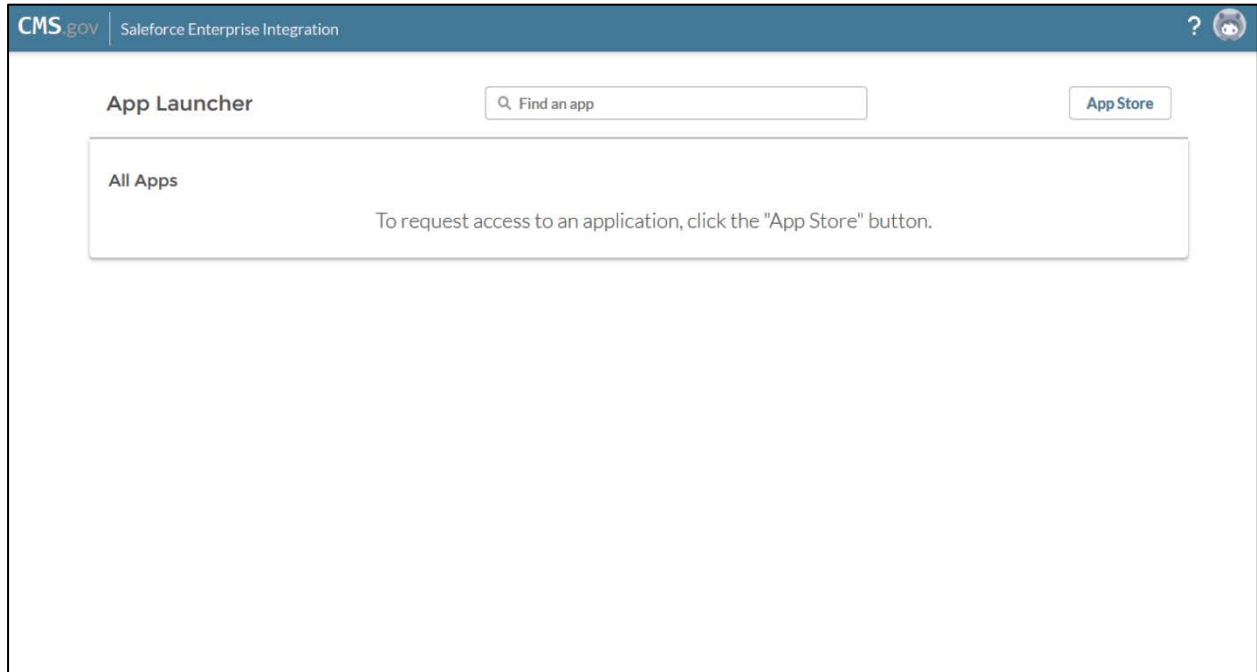 CMS.gov Saleforce Enterprise Integration ?
App Launcher Find an app App Store
All Apps
To request access to an application, click the "App Store" button.